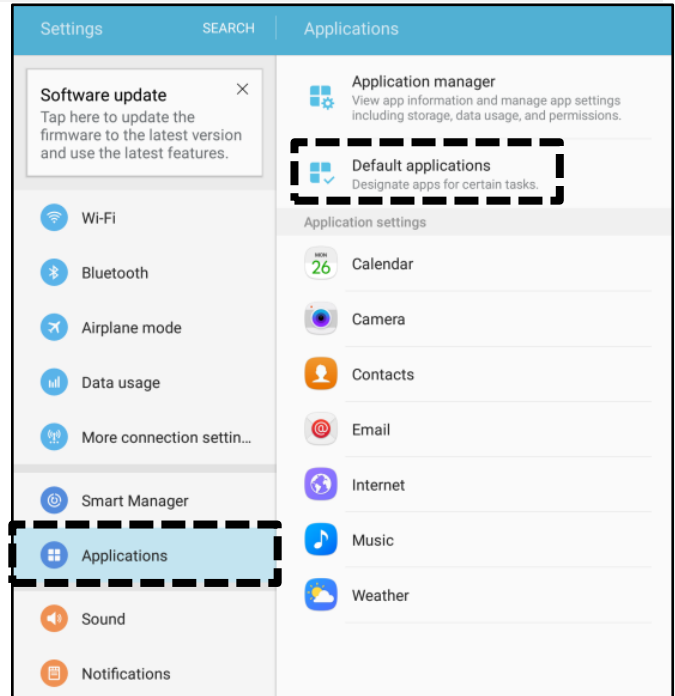 Settings
SEARCH
Applications
Software update
Tap here to update the
firmware to the latest version
and use the latest features.
Wi-Fi
Bluetooth
Airplane mode
Data usage
More connection settin...
Smart Manager
Applications
Sound
Notifications
Application manager
View app information and manage app settings
including storage, data usage, and permissions.
Default applications
Designate apps for certain tasks.
Application settings
MON
26
Calendar
Camera
Contacts
@
Email
Internet
Music
Weather